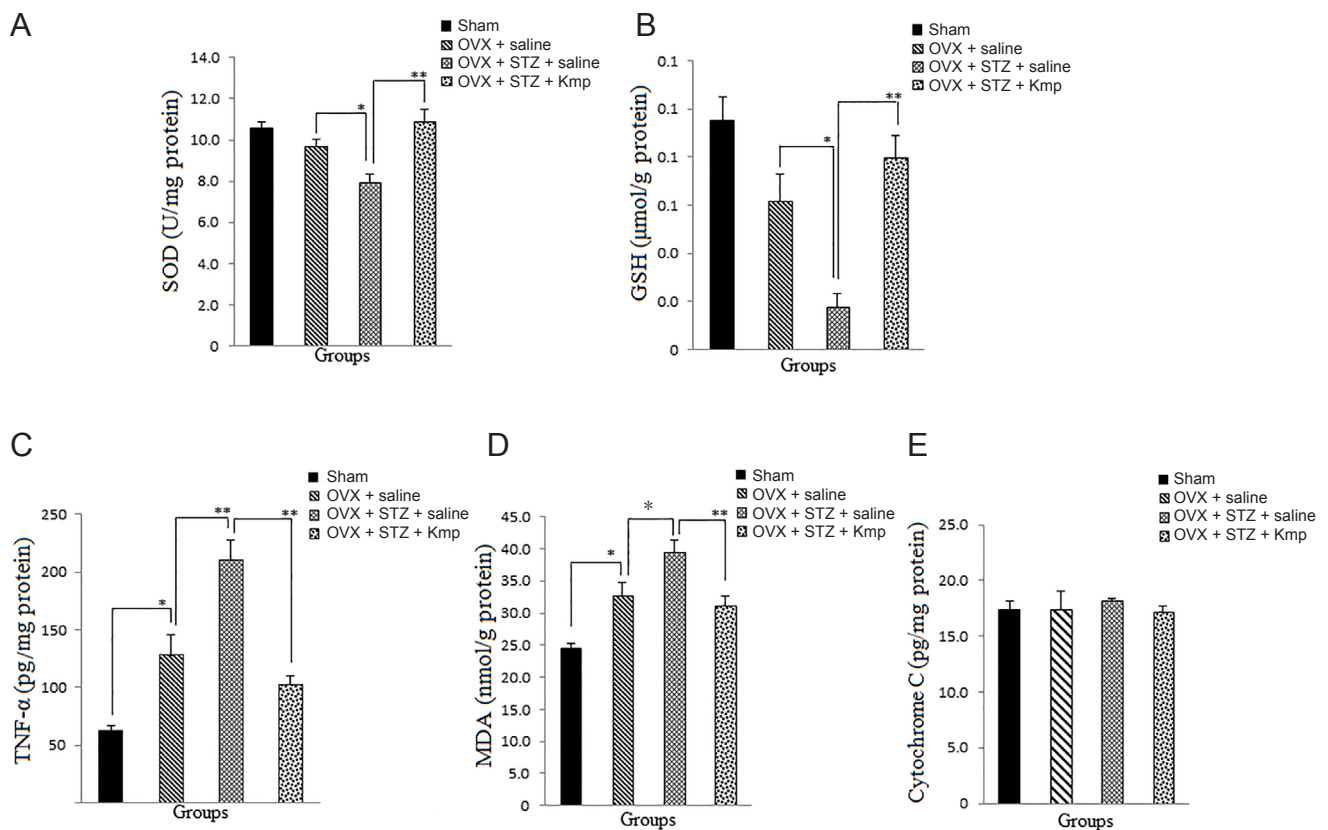 A
Sham
OVX + saline
OVX + STZ + saline
OVX + STZ + Kmp
SOD (U/mg protein)
14.0
12.0
10.0
8.0
6.0
4.0
2.0
0
*
**
Groups
B
Sham
OVX + saline
OVX + STZ + saline
OVX + STZ + Kmp
GSH (µmol/g protein)
0.1
0.1
0.1
0.1
0.0
0.0
0
*
**
Groups
C
Sham
OVX + saline
OVX + STZ + saline
OVX + STZ + Kmp
TNF-α (pg/mg protein)
250
200
150
100
50
*
**
**
Groups
D
Sham
OVX + saline
OVX + STZ + saline
OVX + STZ + Kmp
MDA (nmol/g protein)
45.0
40.0
35.0
30.0
25.0
20.0
15.0
10.0
5.0
0
*
*
**
Groups
E
Sham
OVX + saline
OVX + STZ + saline
OVX + STZ + Kmp
Cytochrome C (pg/mg protein)
25.0
20.0
15.0
10.0
5.0
0
Groups